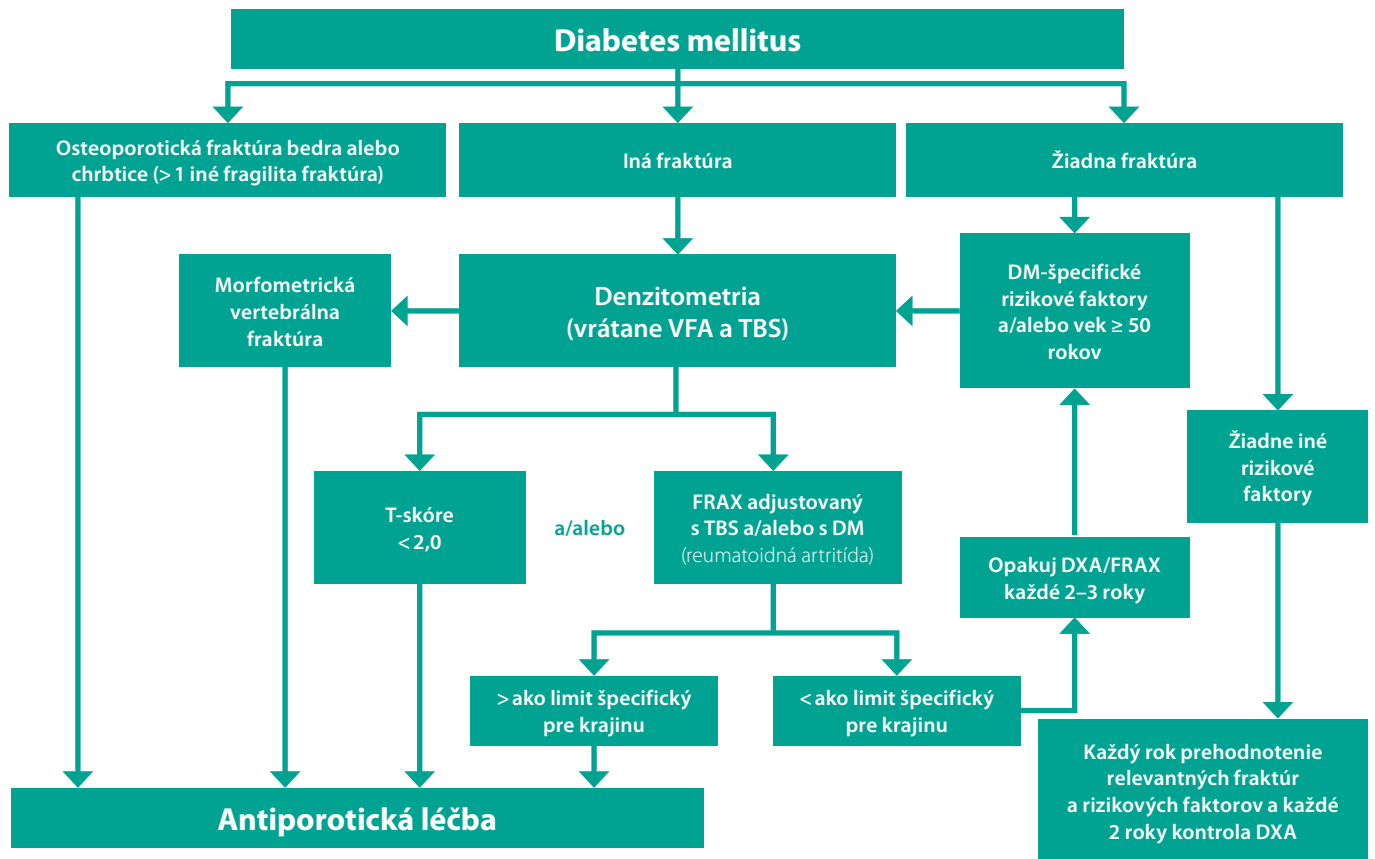 Diabetes mellitus
Osteoporotická fraktúra bedra alebo
chrbtice (> 1 iné fragilita fraktúra)
Iná fraktúra
Žiadna fraktúra
Morfometrická
vertebrálna
fraktúra
Denzitometria
(vrátane VFA a TBS)
DM-špecifické
rizikové faktory
a/alebo vek ≥ 50
rokov
Žiadne iné
rizikové
faktory
T-skóre
< 2,0
a/alebo
FRAX adjustovaný
s TBS a/alebo s DM
(reumatoidná artritída)
Opakuj DXA/FRAX
každé 2–3 roky
> ako limit špecifický
pre krajinu
< ako limit špecifický
pre krajinu
Každý rok prehodnotenie
relevantných fraktúr
a rizikových faktorov a každé
2 roky kontrola DXA
Antiporotická léčba